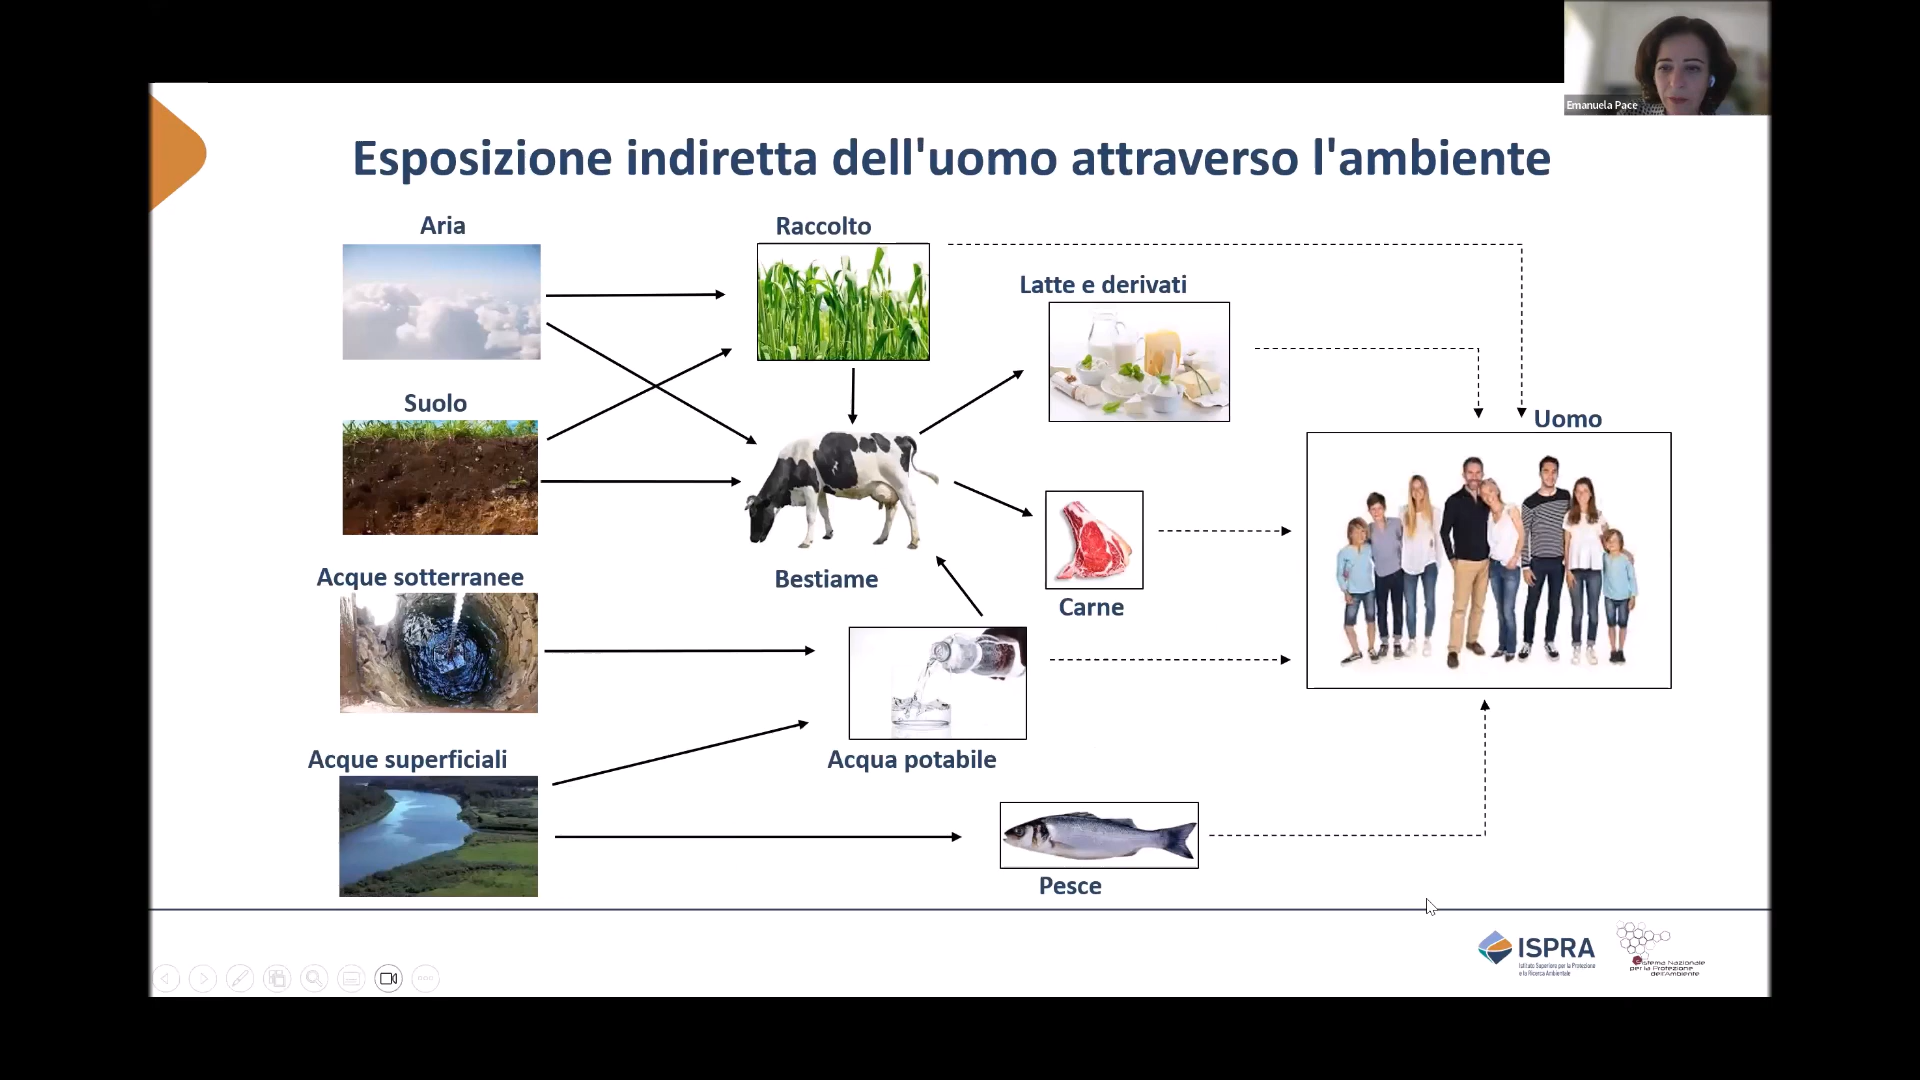 Emanuela Pace
Esposizione indiretta dell'uomo attraverso l'ambiente
Aria
Raccolto
Latte e derivati
Suolo
Uomo
Acque sotterranee
Bestiame
Carne
Acque superficiali
Acqua potabile
Pesce
ISPRA
Istituto Superiore per la Protezione
e la Ricerca Ambientale
Sistema Nazionale
per la Protezione
dell'Ambiente